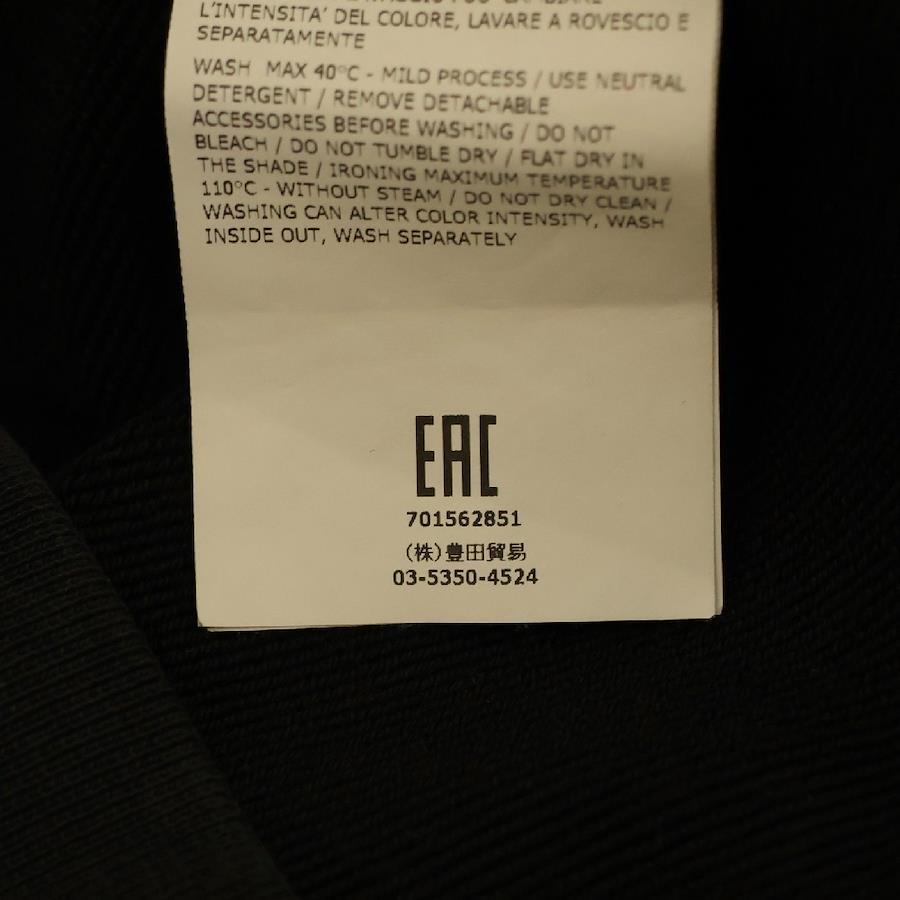 L'INTENSITA' DEL COLORE, LAVARE A ROVESCIO E
SEPARATAMENTE
WASH MAX 40°C - MILD PROCESS / USE NEUTRAL
DETERGENT / REMOVE DETACHABLE
ACCESSORIES BEFORE WASHING / DO NOT
BLEACH / DO NOT TUMBLE DRY / FLAT DRY IN
THE SHADE / IRONING MAXIMUM TEMPERATURE
110°C - WITHOUT STEAM / DO NOT DRY CLEAN /
WASHING CAN ALTER COLOR INTENSITY, WASH
INSIDE OUT, WASH SEPARATELY
EAC
701562851
(株)豊田貿易
03-5350-4524